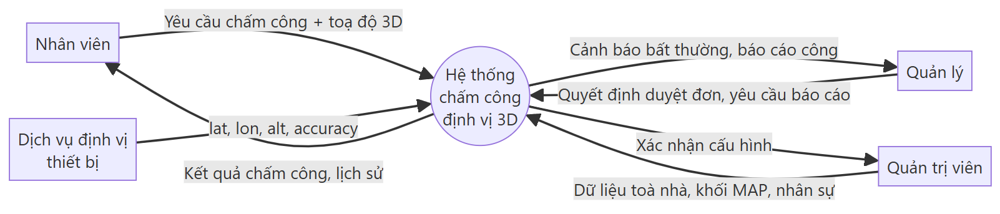 Yêu cầu chấm công + toạ độ 3D
Nhân viên
Cảnh báo bất thường, báo cáo công
Quản lý
Hệ thống
chấm công
định vị 3D
Quyết định duyệt đơn, yêu cầu báo cáo
lat, lon, alt, accuracy
Dịch vụ định vị
thiết bị
Xác nhận cấu hình
Quản trị viên
Kết quả chấm công, lịch sử
Dữ liệu toà nhà, khối MAP, nhân sự